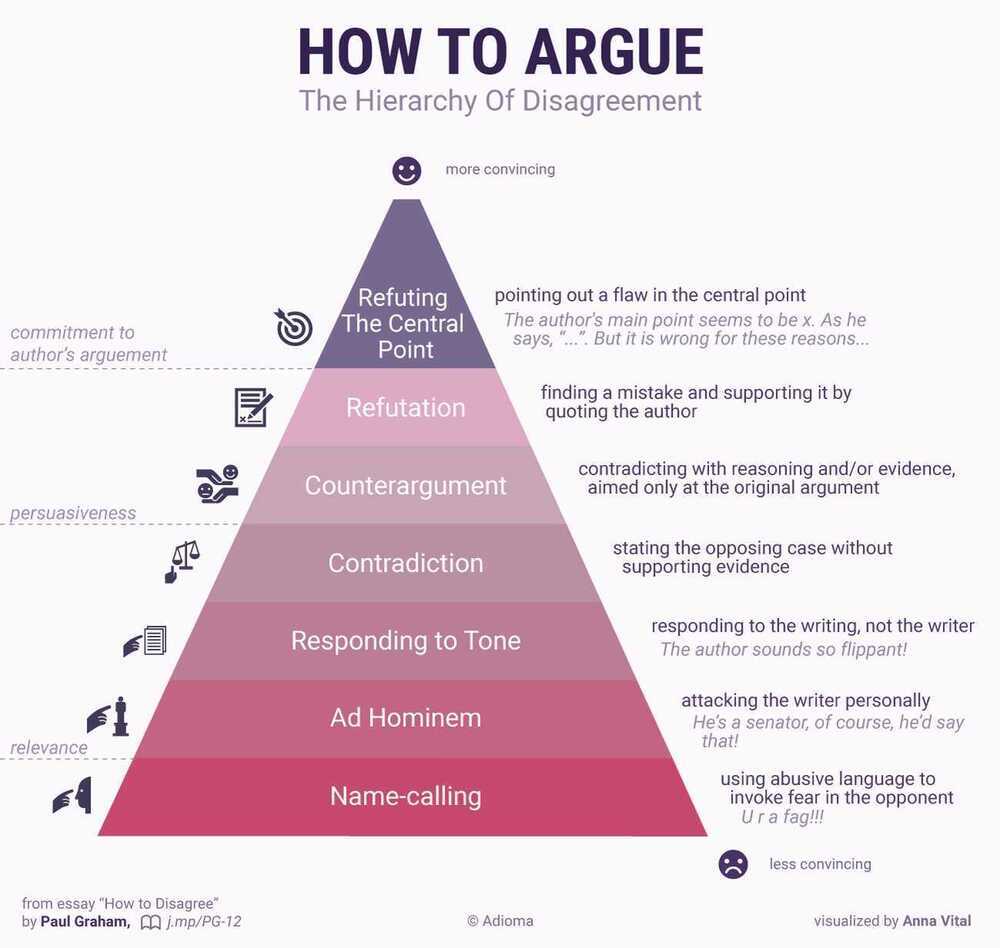 HOW TO ARGUE
The Hierarchy Of Disagreement
more convincing
Refuting
The Central
Point
pointing out a flaw in the central point
The author's main point seems to be x. As he
says, “...”. But it is wrong for these reasons...
commitment to
author's arguement
Refutation
finding a mistake and supporting it by
quoting the author
Counterargument
contradicting with reasoning and/or evidence,
aimed only at the original argument
persuasiveness
Contradiction
stating the opposing case without
supporting evidence
Responding to Tone
responding to the writing, not the writer
The author sounds so flippant!
Ad Hominem
attacking the writer personally
He's a senator, of course, he'd say
that!
relevance
Name-calling
using abusive language to
invoke fear in the opponent
U r a fag!!!
less convincing
from essay “How to Disagree”
by Paul Graham, j.mp/PG-12
© Adioma
visualized by Anna Vital